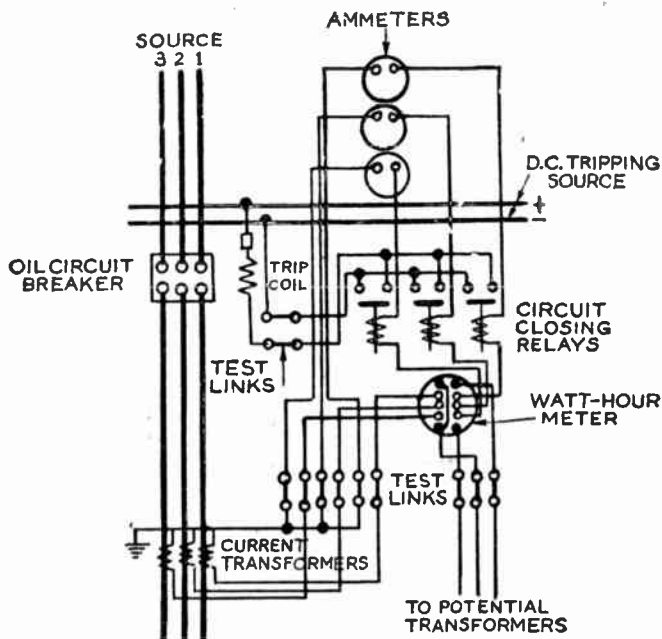 AMMETERS
SOURCE
3 2 1
D.C. TRIPPING
SOURCE
+
-
OIL CIRCUIT
BREAKER
TRIP
COIL
TEST
LINKS
CIRCUIT
CLOSING
RELAYS
WATT-HOUR
METER
TEST
LINKS
CURRENT
TRANSFORMERS
TO POTENTIAL
TRANSFORMERS